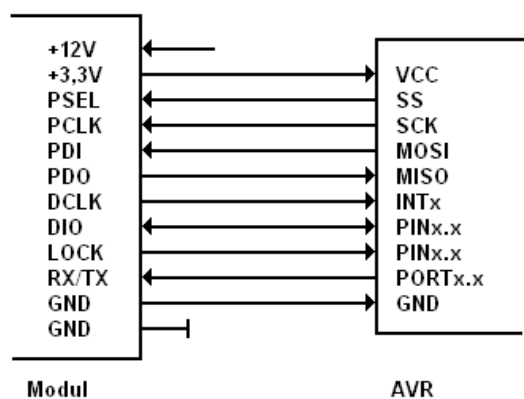 +12V
+3,3V VCC
PSEL SS
PCLK SCK
PDI MOSI
PDO MISO
DCLK INTx
DIO PINx.x
LOCK PINx.x
RX/TX PORTx.x
GND GND
GND
Modul AVR